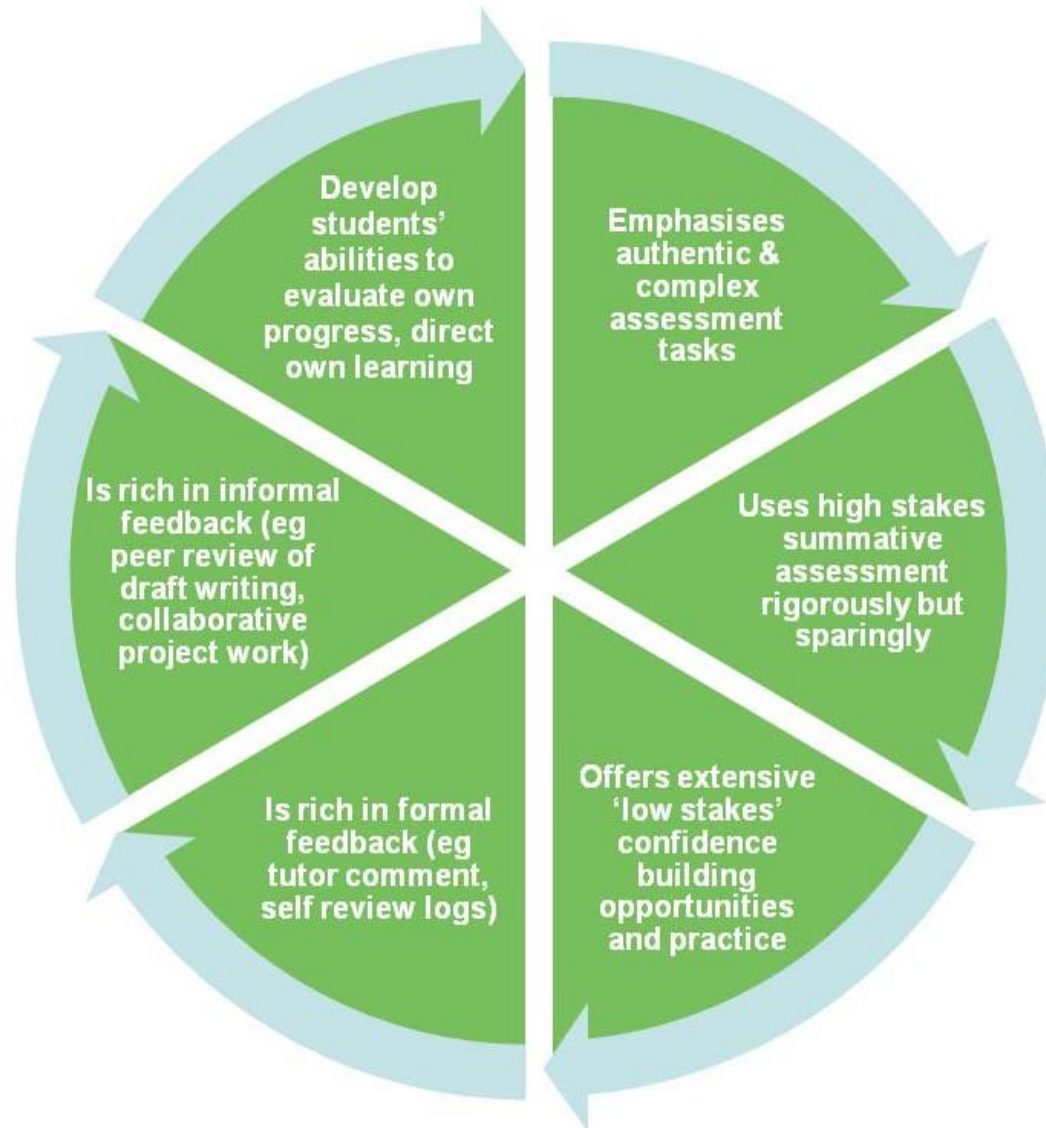 Emphasises
authentic &
complex
assessment
tasks
Uses high stakes
summative
assessment
rigorously but
sparingly
Offers extensive
‘low stakes’
confidence
building
opportunities
and practice
Is rich in formal
feedback (eg
tutor comment,
self review logs)
Is rich in informal
feedback (eg
peer review of
draft writing,
collaborative
project work)
Develop
students’
abilities to
evaluate own
progress, direct
own learning